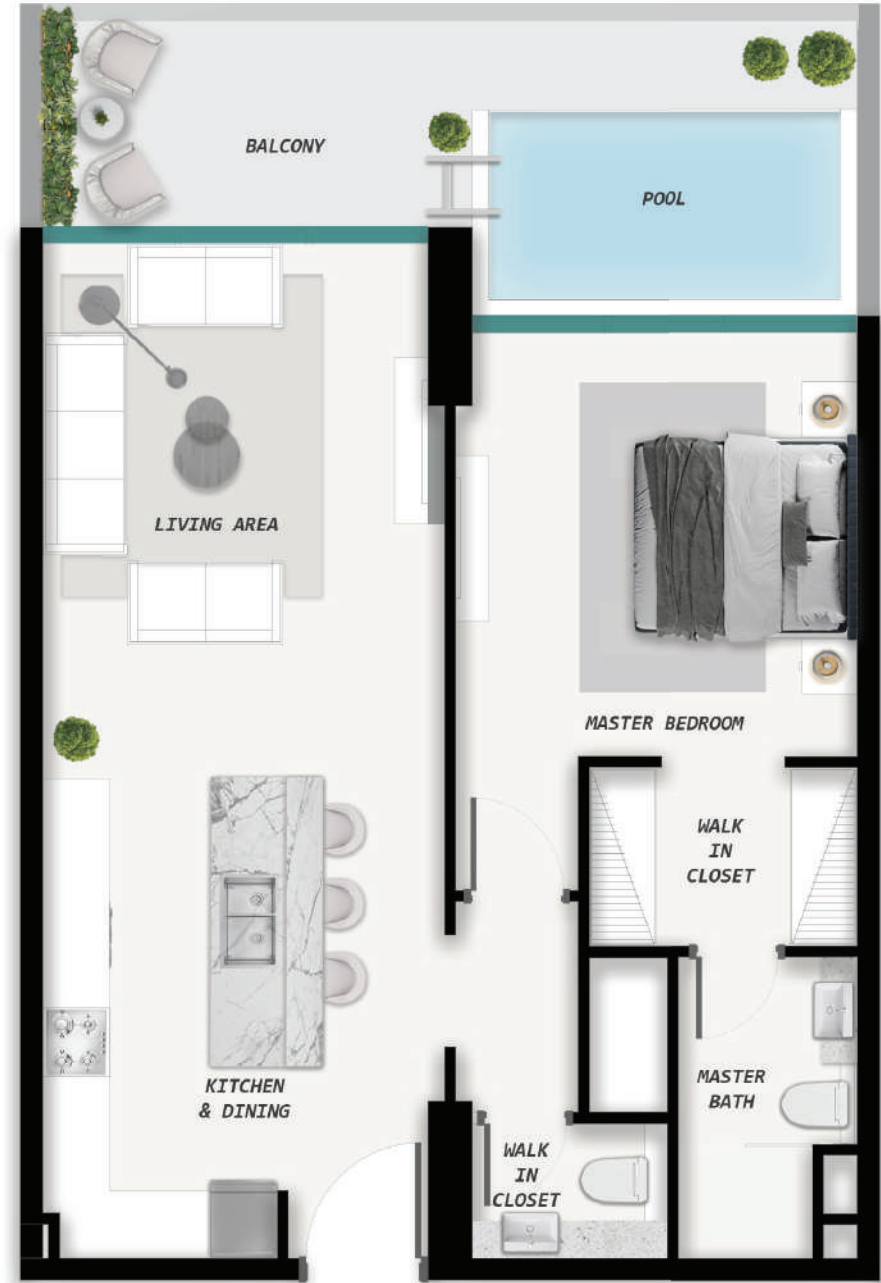 BALCONY
POOL
LIVING AREA
MASTER BEDROOM
WALK
IN
CLOSET
KITCHEN
& DINING
MASTER
BATH
WALK
IN
CLOSET